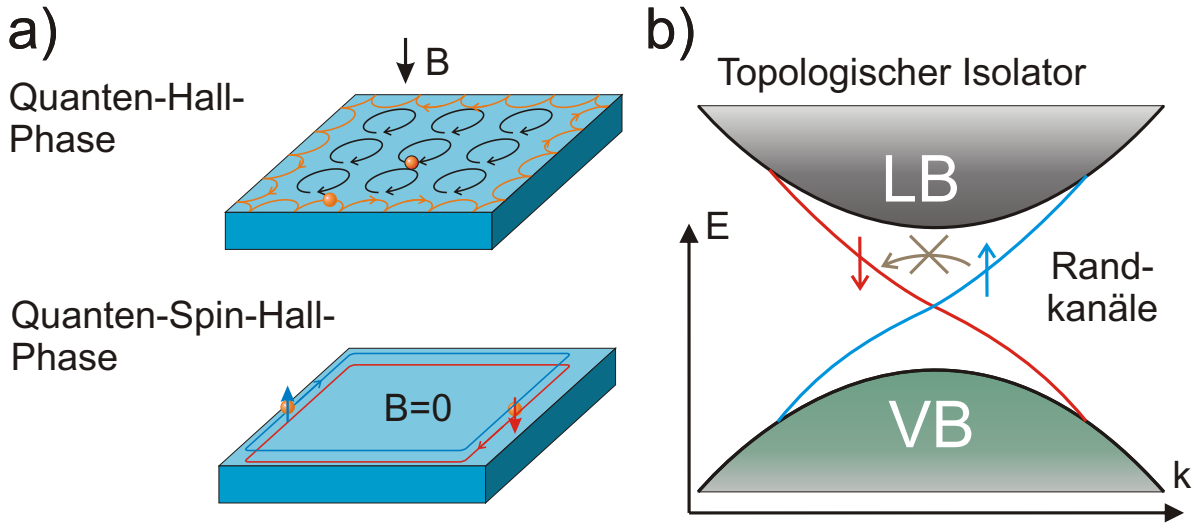 a)
B
Quanten-Hall-
Phase
Quanten-Spin-Hall-
Phase
B=0
b)
Topologischer Isolator
LB
E
Rand-
kanäle
VB
k